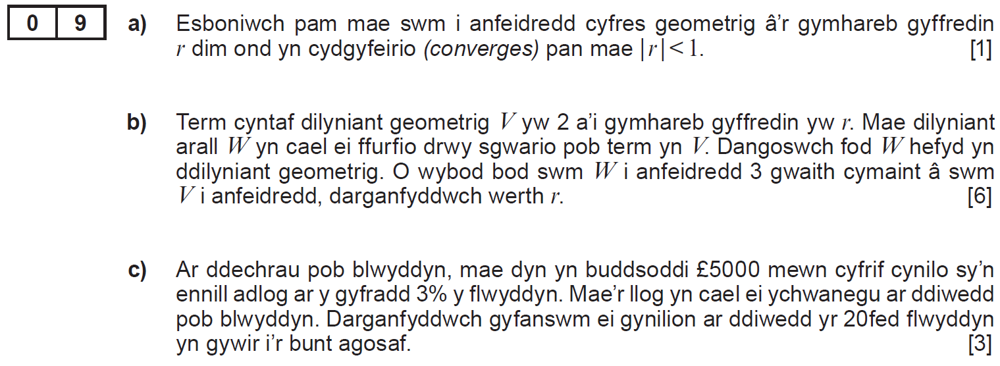 0 9 a) Esboniwch pam mae swm i anfeidredd cyfres geometrig â'r gymhareb gyffredin
r dim ond yn cydgyfeirio (converges) pan mae |r| < 1. [1]
b) Term cyntaf dilyniant geometrig V yw 2 a'i gymhareb gyffredin yw r. Mae dilyniant
arall W yn cael ei ffurfio drwy sgwario pob term yn V. Dangoswch fod W hefyd yn
ddilyniant geometrig. O wybod bod swm W i anfeidredd 3 gwaith cymaint â swm
V i anfeidredd, darganfyddwch werth r. [6]
c) Ar ddechrau pob blwyddyn, mae dyn yn buddsoddi £5000 mewn cyfrif cynilo sy'n
ennill adlog ar y gyfradd 3% y flwyddyn. Mae'r llog yn cael ei ychwanegu ar ddiwedd
pob blwyddyn. Darganfyddwch gyfanswm ei gynilion ar ddiwedd yr 20fed flwyddyn
yn gywir i'r bunt agosaf. [3]